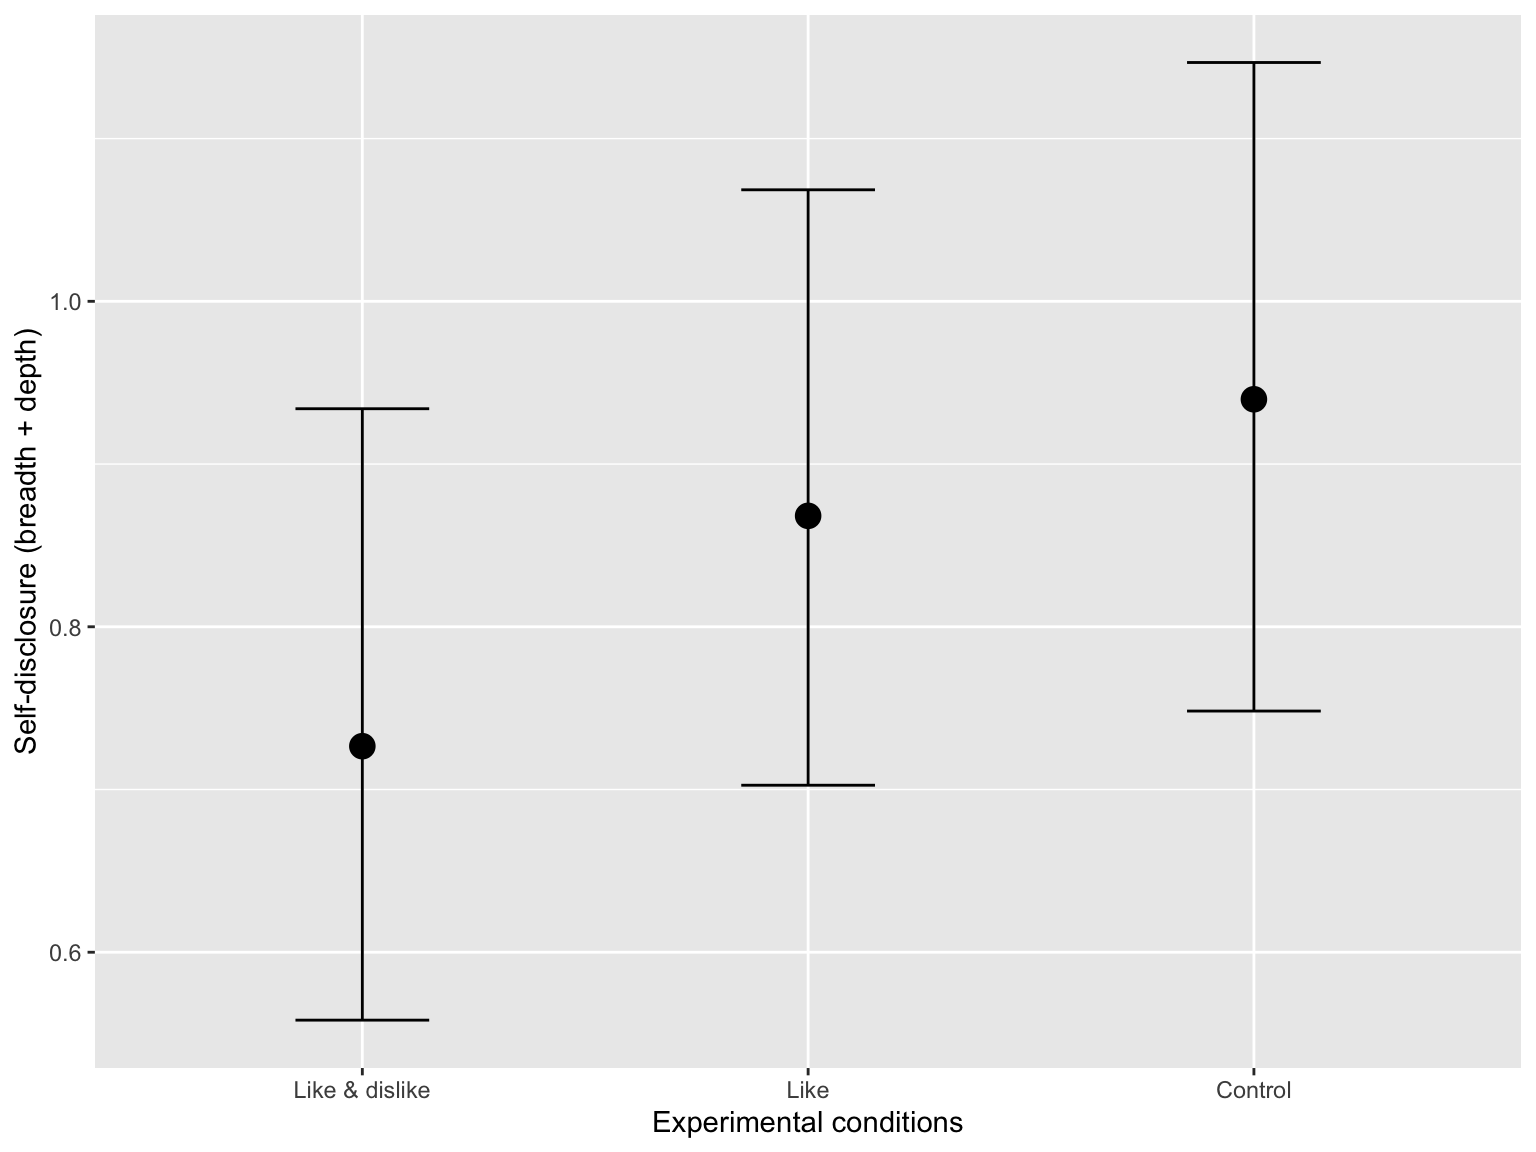 Self-disclosure (breadth + depth)
1.0
0.8
0.6
Like & dislike
Like
Control
Experimental conditions